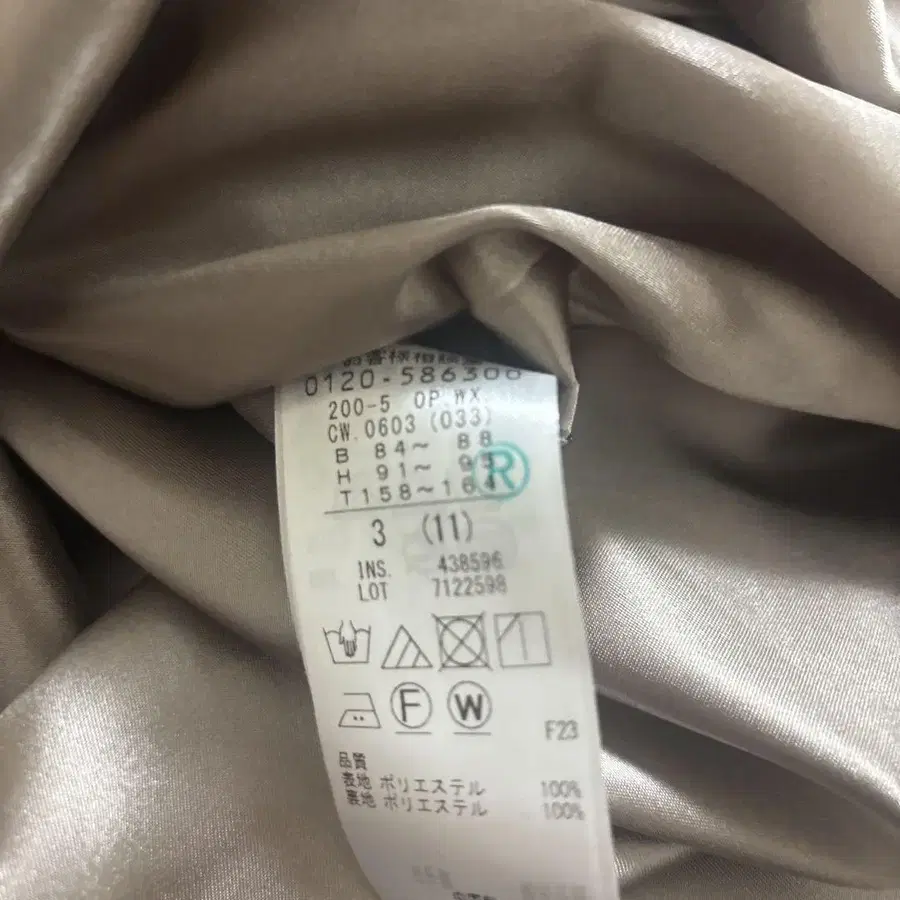 0120-586300
200-5 OP.WX.
CW.0603 (033)
B 84~ 88
H 91~ 95
T158~164
R
3 (11)
INS. 438596
LOT 7122598
F
W
F23
品質
表地 ポリエステル 100%
裏地 ポリエステル 100%